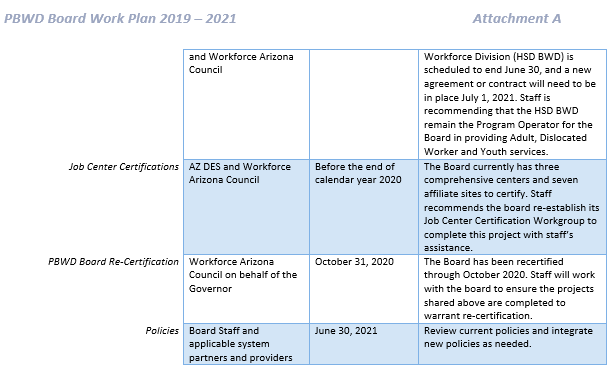 PBWD Board Work Plan 2019 – 2021 Attachment A
and Workforce Arizona
Council
Workforce Division (HSD BWD) is
scheduled to end June 30, and a new
agreement or contract will need to be
in place July 1, 2021. Staff is
recommending that the HSD BWD
remain the Program Operator for the
Board in providing Adult, Dislocated
Worker and Youth services.
Job Center Certifications
AZ DES and Workforce
Arizona Council
Before the end of
calendar year 2020
The Board currently has three
comprehensive centers and seven
affiliate sites to certify. Staff
recommends the board re-establish its
Job Center Certification Workgroup to
complete this project with staff's
assistance.
PBWD Board Re-Certification
Workforce Arizona
Council on behalf of the
Governor
October 31, 2020
The Board has been recertified
through October 2020. Staff will work
with the board to ensure the projects
shared above are completed to
warrant re-certification.
Policies
Board Staff and
applicable system
partners and providers
June 30, 2021
Review current policies and integrate
new policies as needed.